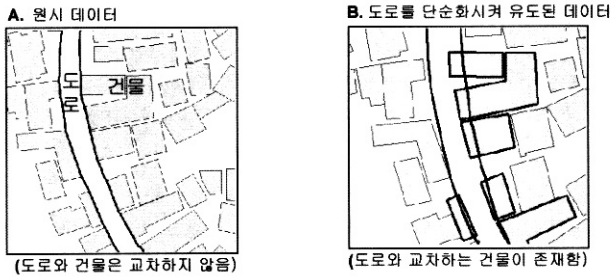 A. 원시 데이터
B. 도로를 단순화시켜 유도된 데이터
도로
건물
(도로와 건물은 교차하지 않음)
(도로와 교차하는 건물이 존재함)